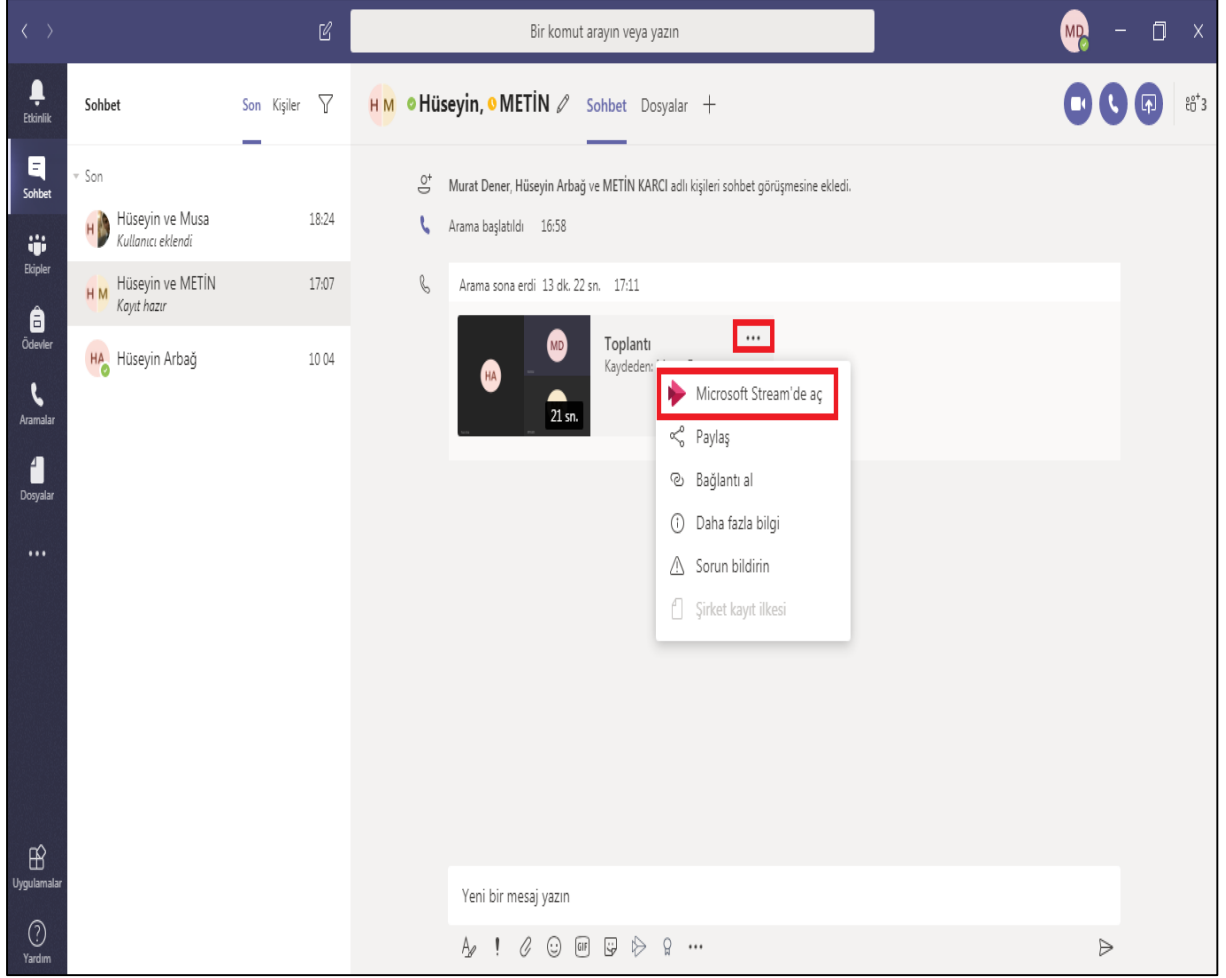 Bir komut arayın veya yazın
MD
Etkinlik
Sohbet
Ekipler
Ödevler
Aramalar
Dosyalar
Uygulamalar
Yardım
Sohbet Son Kişiler
Son
H Hüseyin ve Musa 18:24
Kullanıcı eklendi
H M Hüseyin ve METİN 17:07
Kayıt hazır
HA Hüseyin Arbağ 10 04
H M Hüseyin, METİN Sohbet Dosyalar 3
Murat Dener, Hüseyin Arbağ ve METİN KARCI adlı kişileri sohbet görüşmesine ekledi.
Arama başlatıldı 16:58
Arama sona erdi 13 dk. 22 sn. 17:11
HA
MD
21 sn.
Toplantı
Kaydeden:
Microsoft Stream'de aç
Paylaş
Bağlantı al
Daha fazla bilgi
Sorun bildirin
Şirket kayıt ilkesi
Yeni bir mesaj yazın
GIF